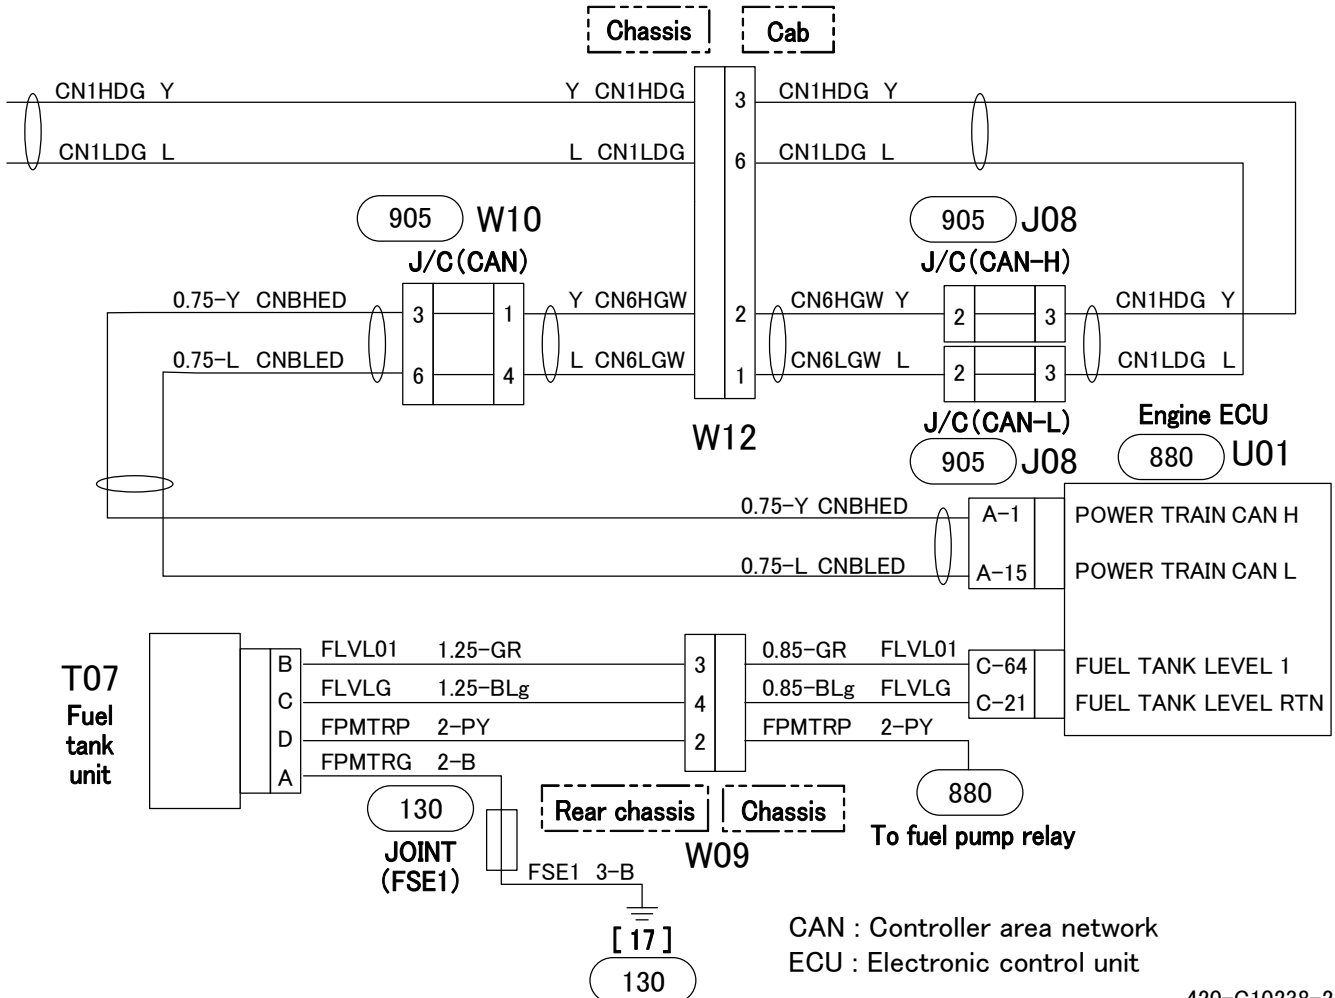 Chassis Cab
CN1HDG Y Y CN1HDG 3 CN1HDG Y
CN1LDG L L CN1LDG 6 CN1LDG L
905 W10 905 J08
J/C(CAN) J/C(CAN-H)
0.75-Y CNBHED 3 1 Y CN6HGW 2 CN6HGW Y 2 3 CN1HDG Y
0.75-L CNBLED 6 4 L CN6LGW 1 CN6LGW L 2 3 CN1LDG L
W12 J/C(CAN-L) Engine ECU
905 J08 880 U01
0.75-Y CNBHED A-1 POWER TRAIN CAN H
0.75-L CNBLED A-15 POWER TRAIN CAN L
T07
Fuel
tank
unit
B FLVL01 1.25-GR 3 0.85-GR FLVL01 C-64 FUEL TANK LEVEL 1
C FLVLG 1.25-BLg 4 0.85-BLg FLVLG C-21 FUEL TANK LEVEL RTN
D FPMTRP 2-PY 2 FPMTRP 2-PY
A FPMTRG 2-B
130 Rear chassis Chassis 880
JOINT
(FSE1)
W09 To fuel pump relay
FSE1 3-B
[ 17 ]
130
CAN : Controller area network
ECU : Electronic control unit